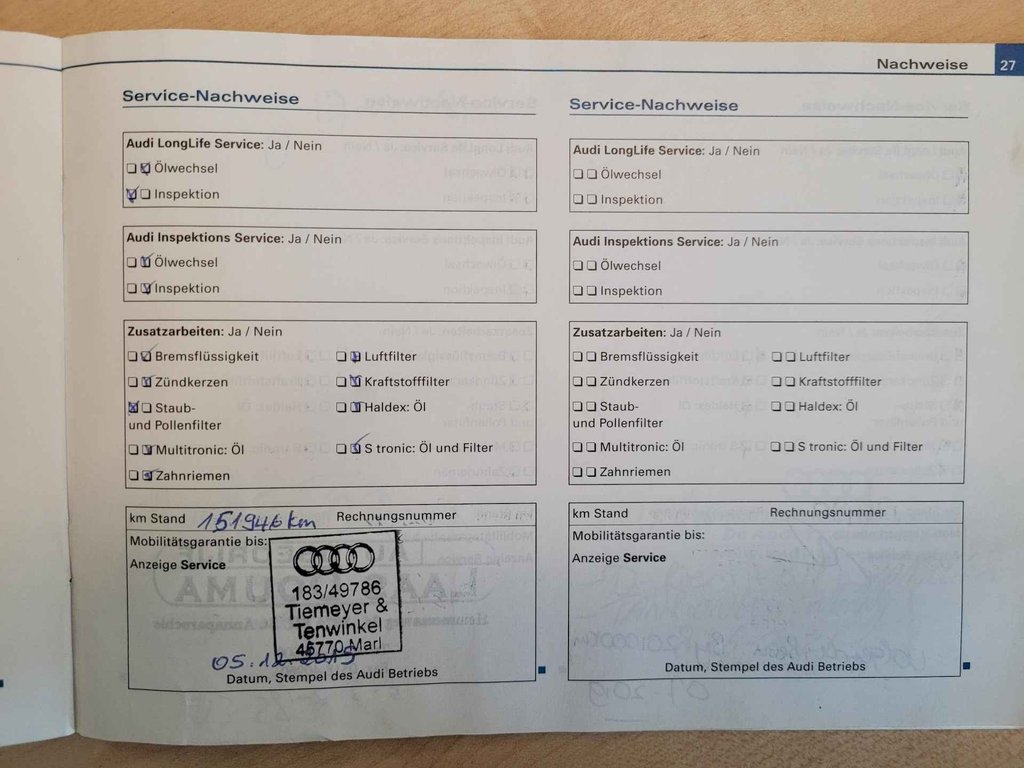 Nachweise 27
Service-Nachweise
Audi LongLife Service: Ja / Nein
Ölwechsel
Inspektion
Audi Inspektions Service: Ja / Nein
Ölwechsel
Inspektion
Zusatzarbeiten: Ja / Nein
Bremsflüssigkeit Luftfilter
Zündkerzen Kraftstofffilter
Staub- Haldex: Öl
und Pollenfilter
Multitronic: Öl S tronic: Öl und Filter
Zahnriemen
km Stand 151946 km Rechnungsnummer
Mobilitätsgarantie bis:
Anzeige Service
183/49786
Tiemeyer &
Tenwinkel
45770 Marl
05.12.2015
Datum, Stempel des Audi Betriebs
Service-Nachweise
Audi LongLife Service: Ja / Nein
Ölwechsel
Inspektion
Audi Inspektions Service: Ja / Nein
Ölwechsel
Inspektion
Zusatzarbeiten: Ja / Nein
Bremsflüssigkeit Luftfilter
Zündkerzen Kraftstofffilter
Staub- Haldex: Öl
und Pollenfilter
Multitronic: Öl S tronic: Öl und Filter
Zahnriemen
km Stand Rechnungsnummer
Mobilitätsgarantie bis:
Anzeige Service
Datum, Stempel des Audi Betriebs